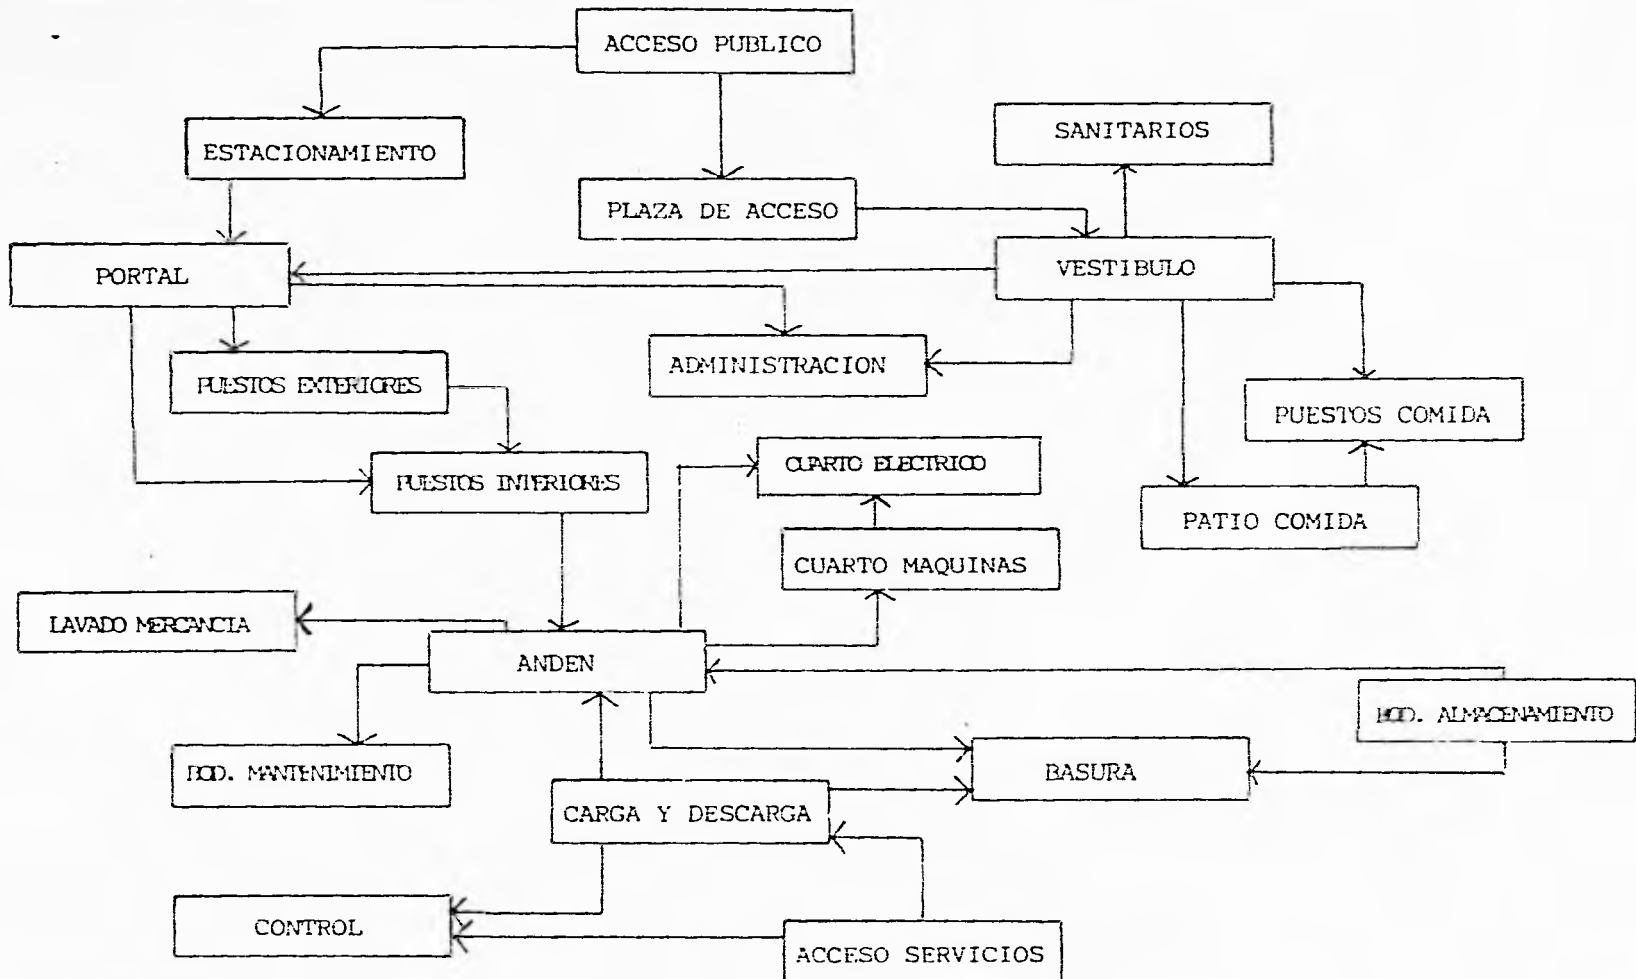 ACCESO PUBLICO
ESTACIONAMIENTO
SANITARIOS
PLAZA DE ACCESO
PORTAL
VESTIBULO
ADMINISTRACION
PUESTOS EXTERIORES
PUESTOS COMIDA
PUESTOS INTERIORES
CUARTO ELECTRICO
PATIO COMIDA
CUARTO MAQUINAS
LAVADO MERCANCIA
ANDEN
BOD. ALMACENAMIENTO
BOD. MANTENIMIENTO
BASURA
CARGA Y DESCARGA
CONTROL
ACCESO SERVICIOS